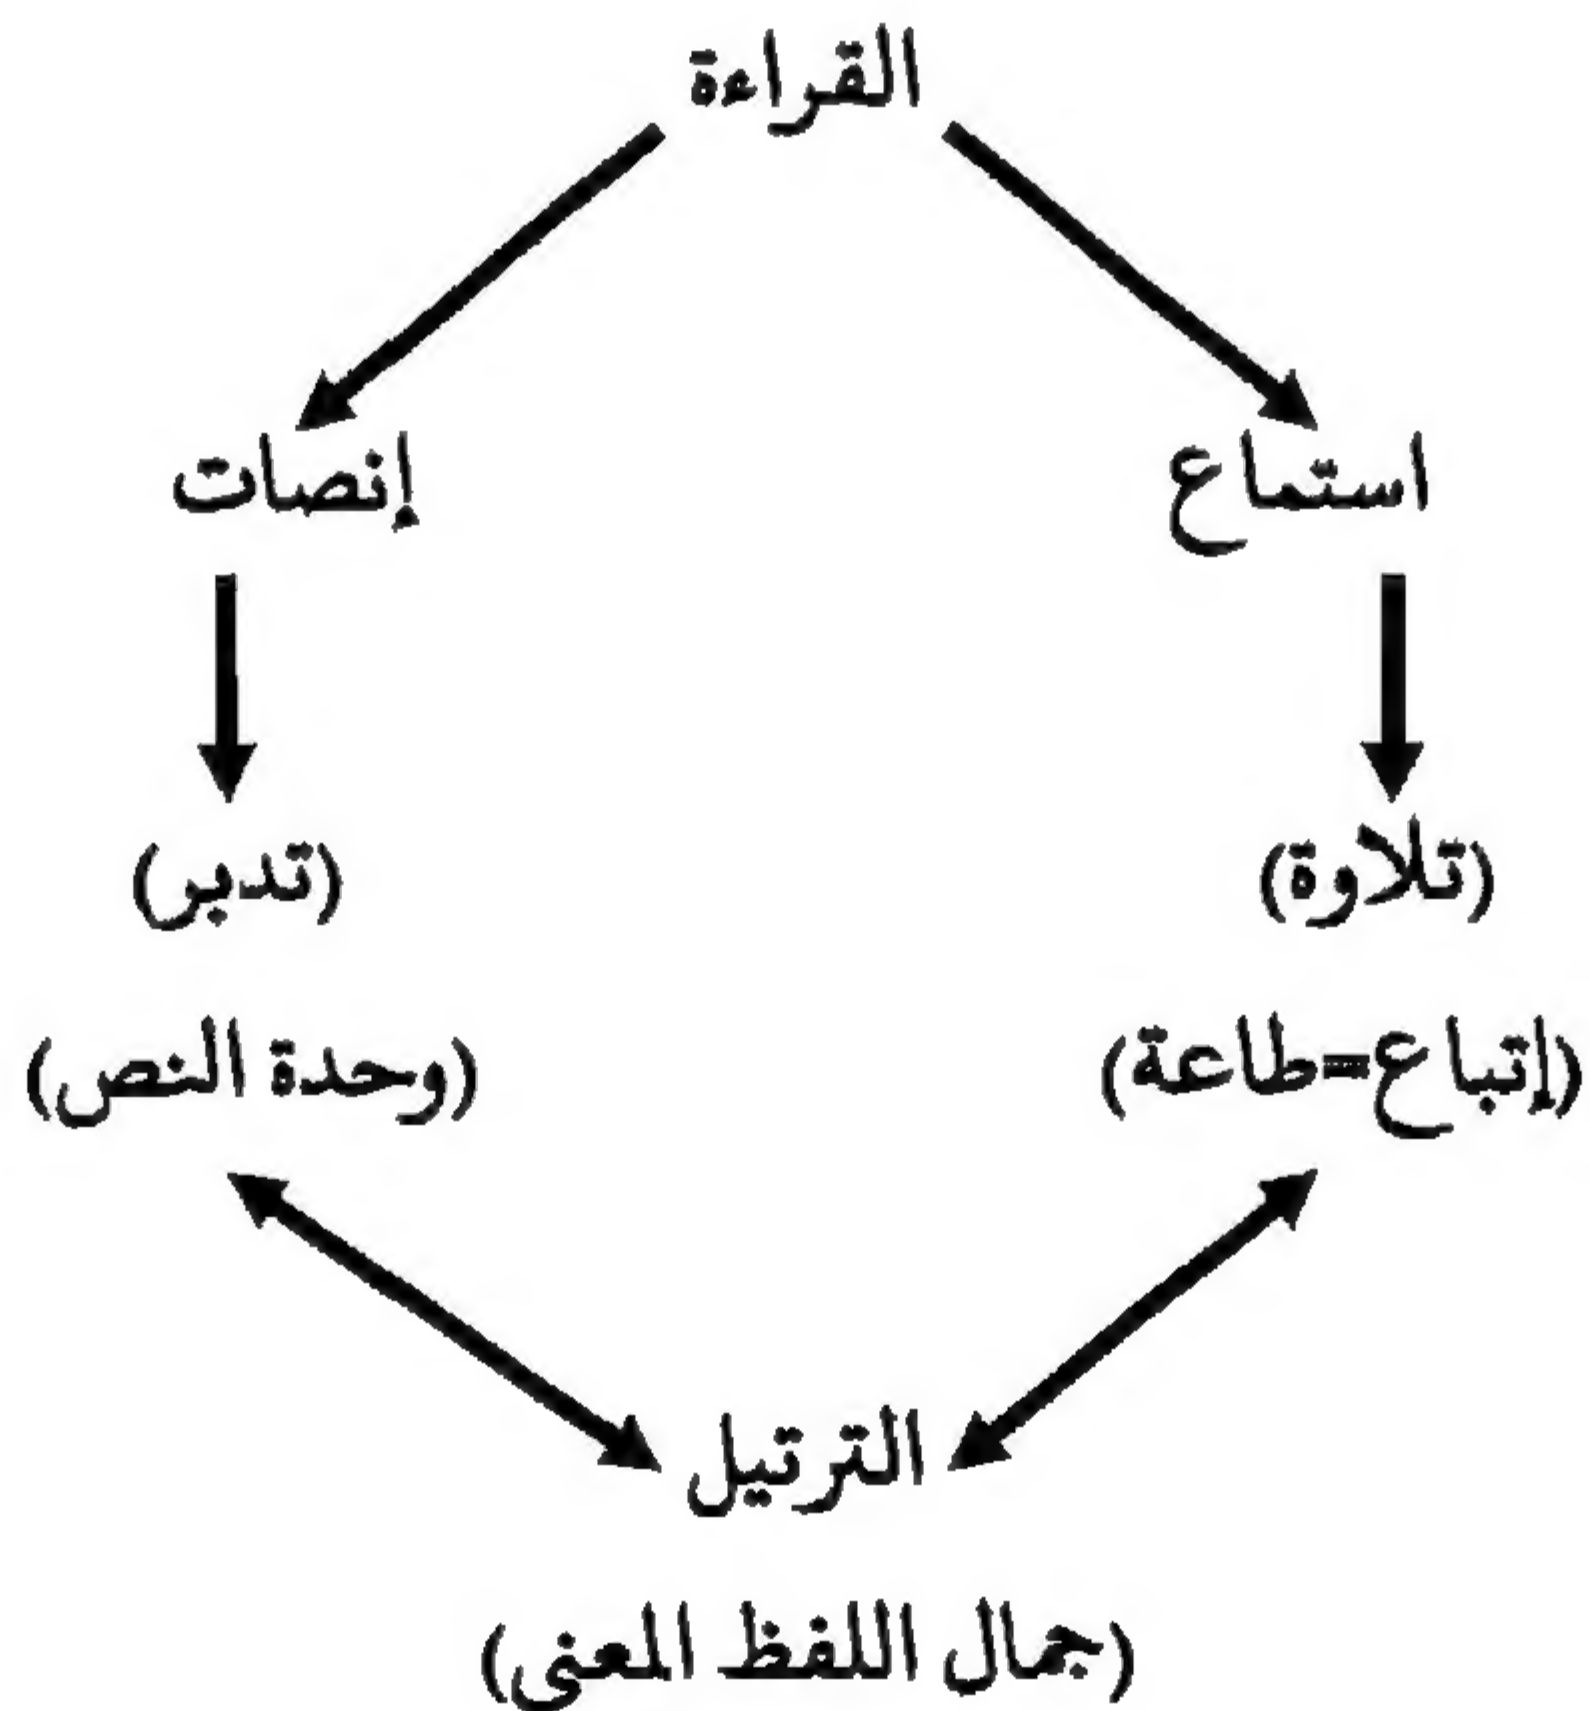 القراءة
استماع
إنصات
(تلاوة)
(تدبر)
(إتباع=طاعة)
(وحدة النص)
الترتيل
(جمال اللفظ المعنى)